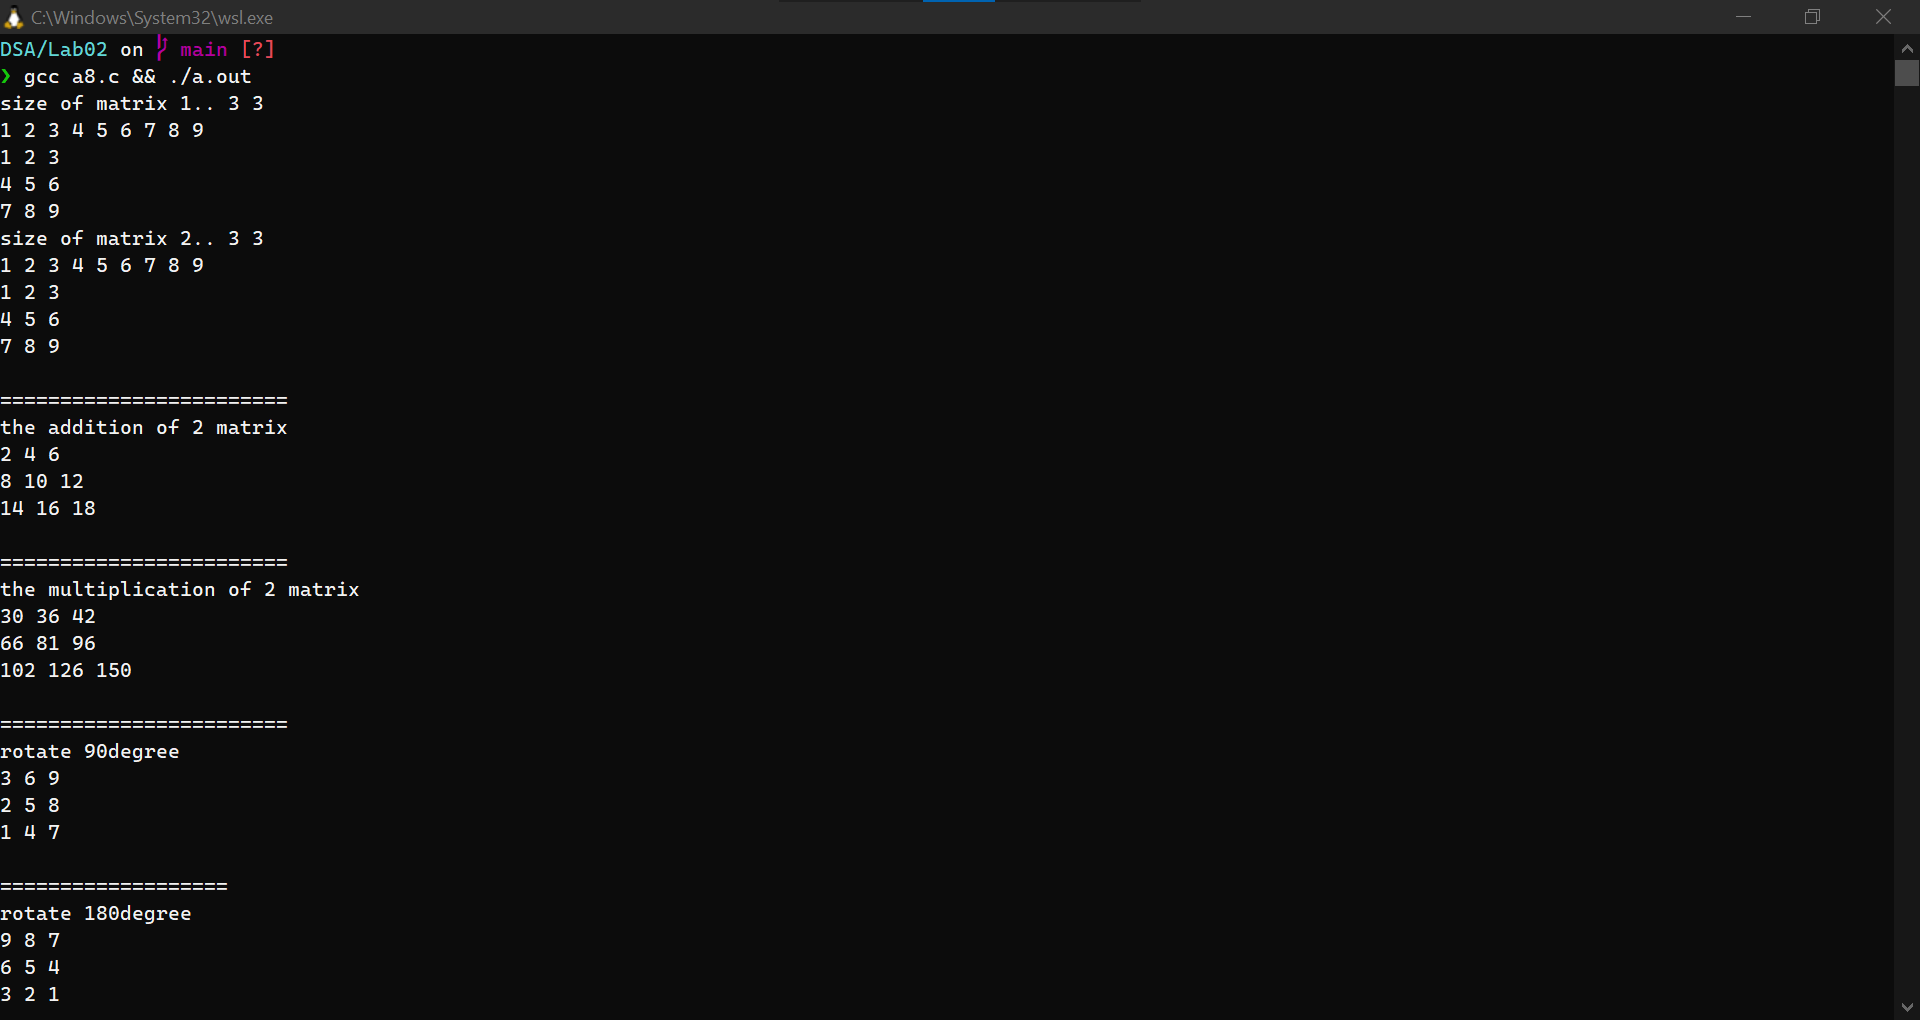 C:\Windows\System32\wsl.exe
DSA/Lab02 on main [?]
❯ gcc a8.c && ./a.out
size of matrix 1.. 3 3
1 2 3 4 5 6 7 8 9
1 2 3
4 5 6
7 8 9
size of matrix 2.. 3 3
1 2 3 4 5 6 7 8 9
1 2 3
4 5 6
7 8 9
========================
the addition of 2 matrix
2 4 6
8 10 12
14 16 18
========================
the multiplication of 2 matrix
30 36 42
66 81 96
102 126 150
========================
rotate 90degree
3 6 9
2 5 8
1 4 7
===================
rotate 180degree
9 8 7
6 5 4
3 2 1